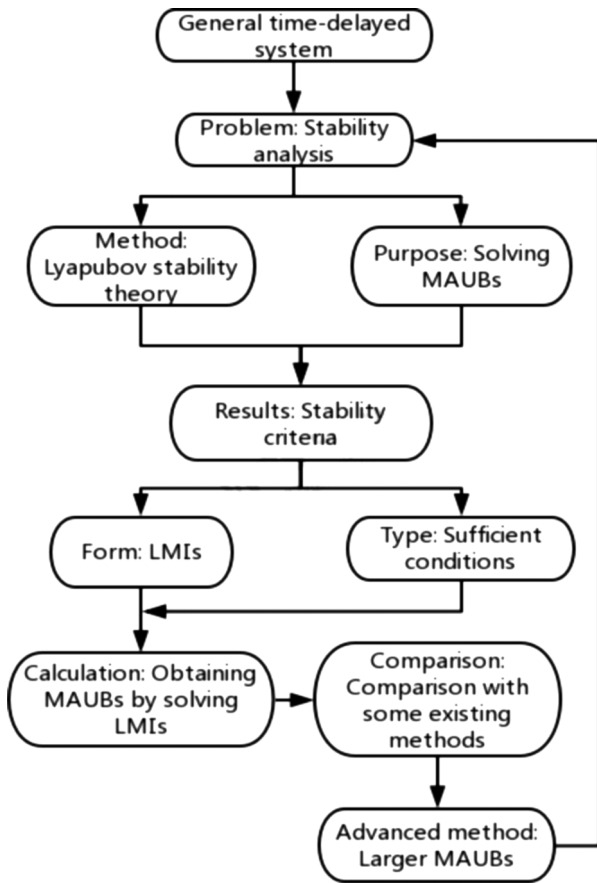 General time-delayed
system
Problem: Stability
analysis
Method:
Lyapubov stability
theory
Purpose: Solving
MAUBs
Results: Stability
criteria
Form: LMIs
Type: Sufficient
conditions
Calculation: Obtaining
MAUBs by solving
LMIs
Comparison:
Comparison with
some existing
methods
Advanced method:
Larger MAUBs